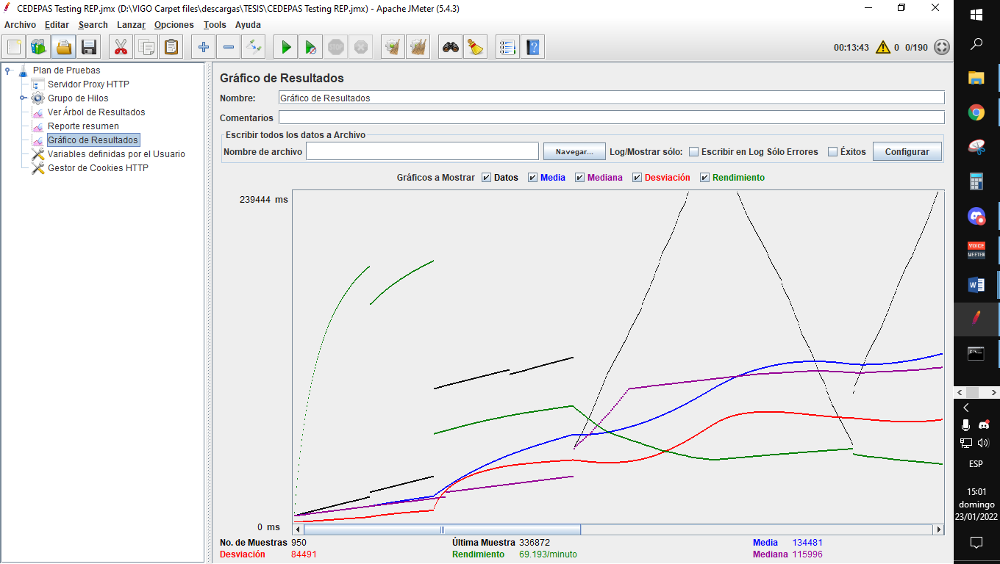 CEDEPAS Testing REP.jmx (D:\VIGO Carpet files\descargas\TESIS\CEDEPAS Testing REP.jmx) - Apache JMeter (5.4.3)
Archivo Editar Search Lanzar Opciones Tools Ayuda
STOP
00:13:43 0 0/190
Plan de Pruebas
Servidor Proxy HTTP
Grupo de Hilos
Ver Árbol de Resultados
Reporte resumen
Gráfico de Resultados
Variables definidas por el Usuario
Gestor de Cookies HTTP
Gráfico de Resultados
Nombre: Gráfico de Resultados
Comentarios
Escribir todos los datos a Archivo
Nombre de archivo Navegar... Log/Mostrar sólo: Escribir en Log Sólo Errores Éxitos Configurar
Gráficos a Mostrar Datos Media Mediana Desviación Rendimiento
239444 ms
0 ms
No. de Muestras 950 Última Muestra 336872 Media 134481
Desviación 84491 Rendimiento 69.193/minuto Mediana 115996
VOICE
MEETER
ESP
15:01
domingo
23/01/2022